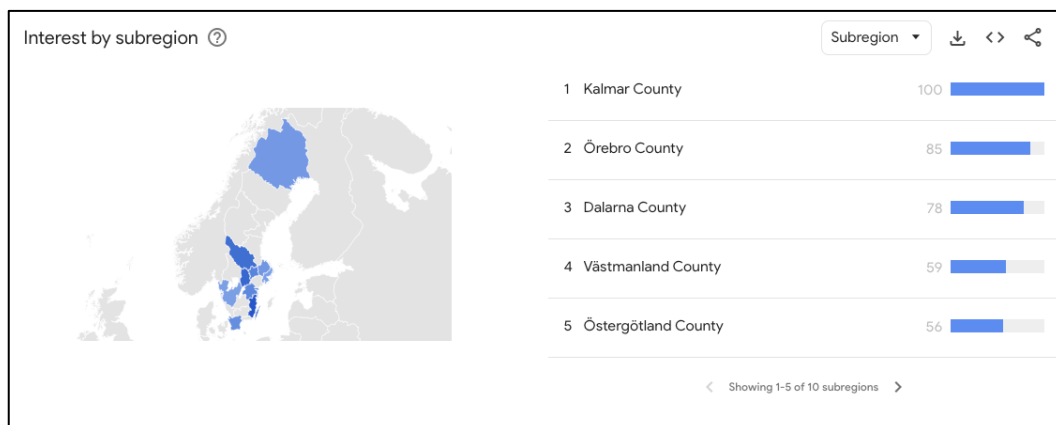 Interest by subregion
Subregion
1 Kalmar County 100
2 Örebro County 85
3 Dalarna County 78
4 Västmanland County 59
5 Östergötland County 56
Showing 1-5 of 10 subregions